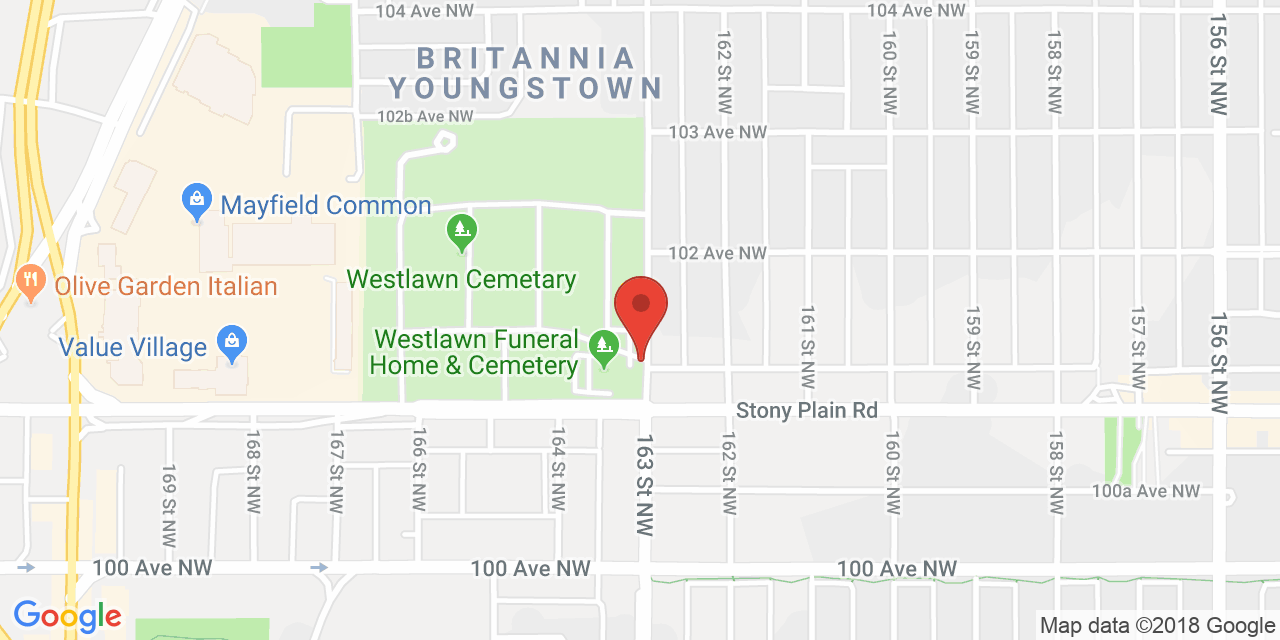 104 Ave NW
104 Ave NW
BRITANNIA
YOUNGSTOWN
162 St NW
160 St NW
159 St NW
158 St NW
156 St NW
102b Ave NW
103 Ave NW
Mayfield Common
102 Ave NW
Westlawn Cemetary
Olive Garden Italian
Value Village
Westlawn Funeral
Home & Cemetery
161 St NW
159 St NW
157 St NW
156 St NW
Stony Plain Rd
169 St NW
168 St NW
167 St NW
166 St NW
164 St NW
163 St NW
162 St NW
160 St NW
158 St NW
100a Ave NW
100 Ave NW
100 Ave NW
100 Ave NW
Google
Map data ©2018 Google